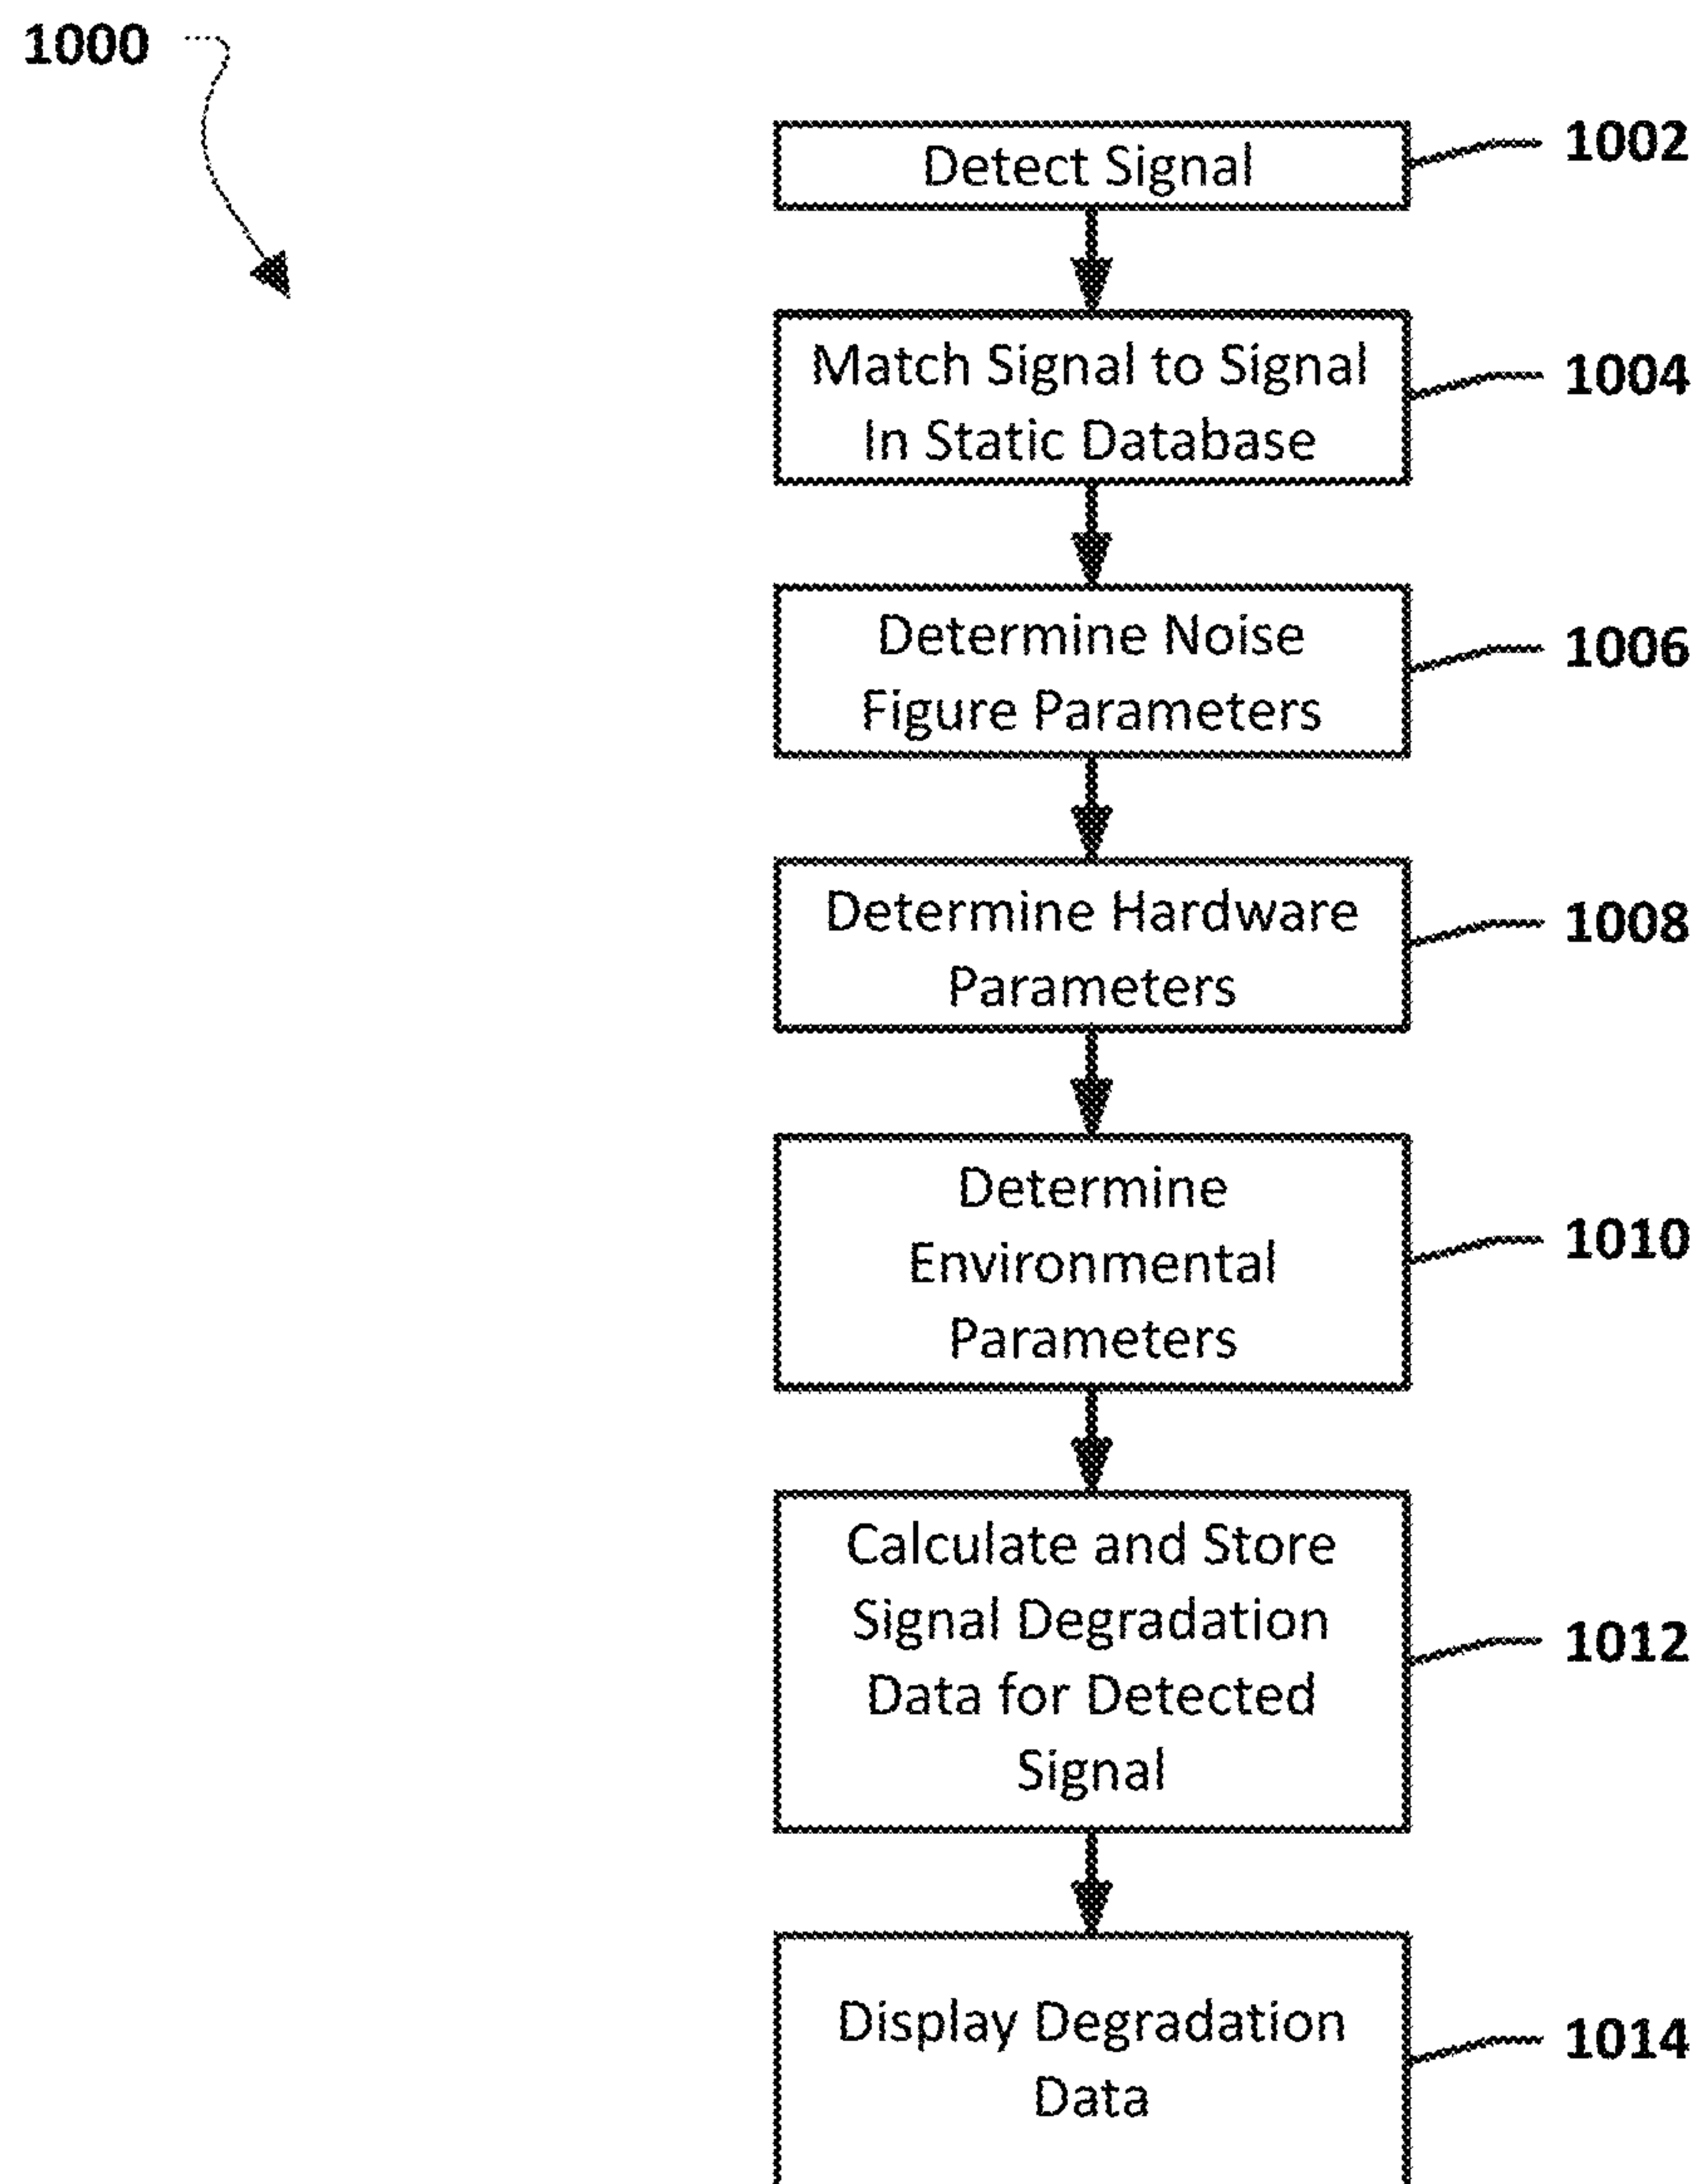 1000
Detect Signal
1002
Match Signal to Signal
In Static Database
1004
Determine Noise
Figure Parameters
1006
Determine Hardware
Parameters
1008
Determine
Environmental
Parameters
1010
Calculate and Store
Signal Degradation
Data for Detected
Signal
1012
Display Degradation
Data
1014